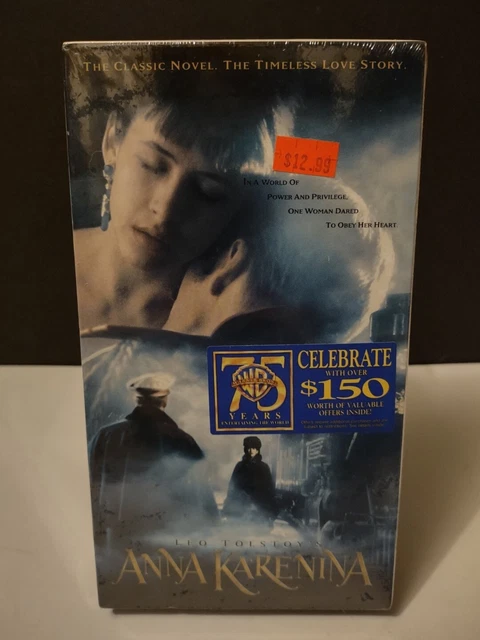 THE CLASSIC NOVEL. THE TIMELESS LOVE STORY.
$12.99
IN A WORLD OF
POWER AND PRIVILEGE,
ONE WOMAN DARED
TO OBEY HER HEART.
75
YEARS
ENTERTAINING THE WORLD
CELEBRATE
WITH OVER
$150
WORTH OF VALUABLE
OFFERS INSIDE!
LEO TOLSTOY'S
ANNA KARENINA